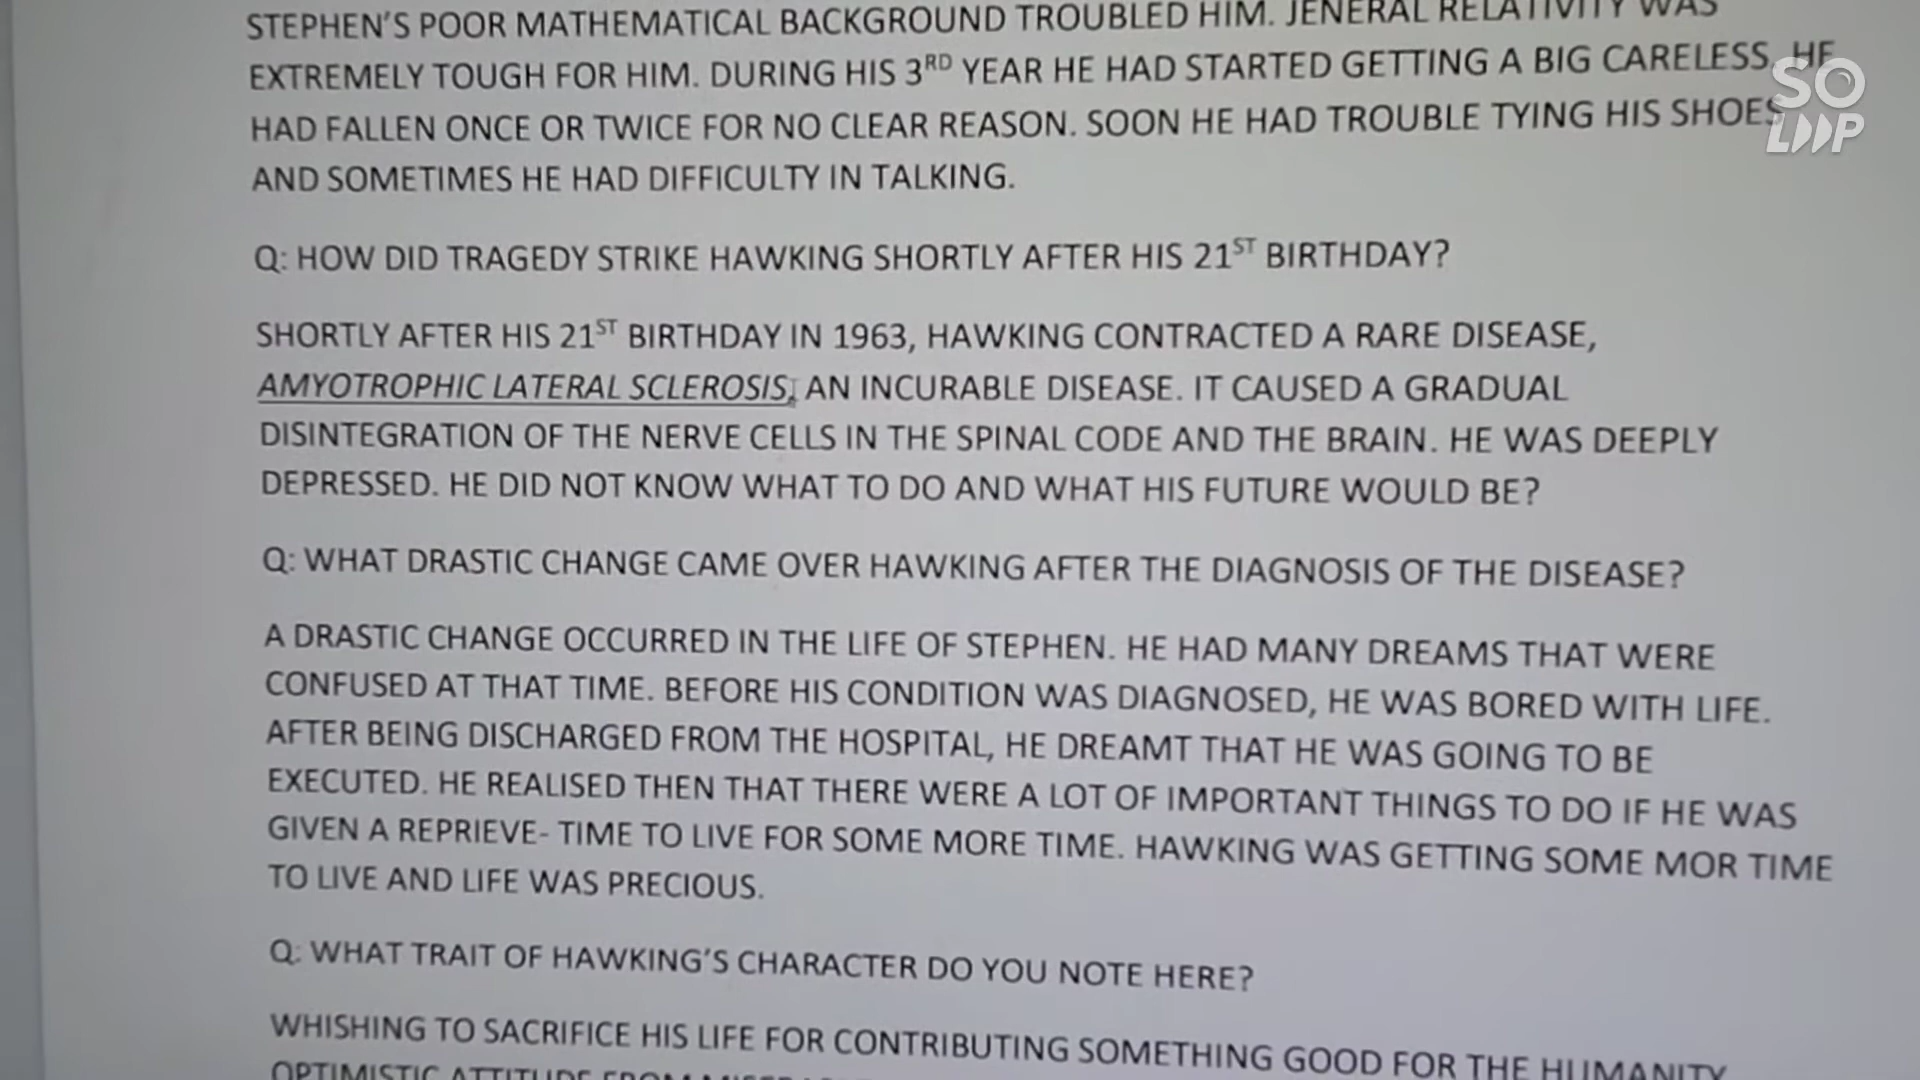 STEPHEN'S POOR MATHEMATICAL BACKGROUND TROUBLED HIM. JENERAL RELATIVITY WAS
EXTREMELY TOUGH FOR HIM. DURING HIS 3RD YEAR HE HAD STARTED GETTING A BIG CARELESS. HE
HAD FALLEN ONCE OR TWICE FOR NO CLEAR REASON. SOON HE HAD TROUBLE TYING HIS SHOES
AND SOMETIMES HE HAD DIFFICULTY IN TALKING.
SO
LOOP
Q: HOW DID TRAGEDY STRIKE HAWKING SHORTLY AFTER HIS 21ST BIRTHDAY?
SHORTLY AFTER HIS 21ST BIRTHDAY IN 1963, HAWKING CONTRACTED A RARE DISEASE,
AMYOTROPHIC LATERAL SCLEROSIS, AN INCURABLE DISEASE. IT CAUSED A GRADUAL
DISINTEGRATION OF THE NERVE CELLS IN THE SPINAL CODE AND THE BRAIN. HE WAS DEEPLY
DEPRESSED. HE DID NOT KNOW WHAT TO DO AND WHAT HIS FUTURE WOULD BE?
Q: WHAT DRASTIC CHANGE CAME OVER HAWKING AFTER THE DIAGNOSIS OF THE DISEASE?
A DRASTIC CHANGE OCCURRED IN THE LIFE OF STEPHEN. HE HAD MANY DREAMS THAT WERE
CONFUSED AT THAT TIME. BEFORE HIS CONDITION WAS DIAGNOSED, HE WAS BORED WITH LIFE.
AFTER BEING DISCHARGED FROM THE HOSPITAL, HE DREAMT THAT HE WAS GOING TO BE
EXECUTED. HE REALISED THEN THAT THERE WERE A LOT OF IMPORTANT THINGS TO DO IF HE WAS
GIVEN A REPRIEVE- TIME TO LIVE FOR SOME MORE TIME. HAWKING WAS GETTING SOME MOR TIME
TO LIVE AND LIFE WAS PRECIOUS.
Q: WHAT TRAIT OF HAWKING'S CHARACTER DO YOU NOTE HERE?
WHISHING TO SACRIFICE HIS LIFE FOR CONTRIBUTING SOMETHING GOOD FOR THE HUMANITY
OPTIMISTIC ATTITUDE FROM